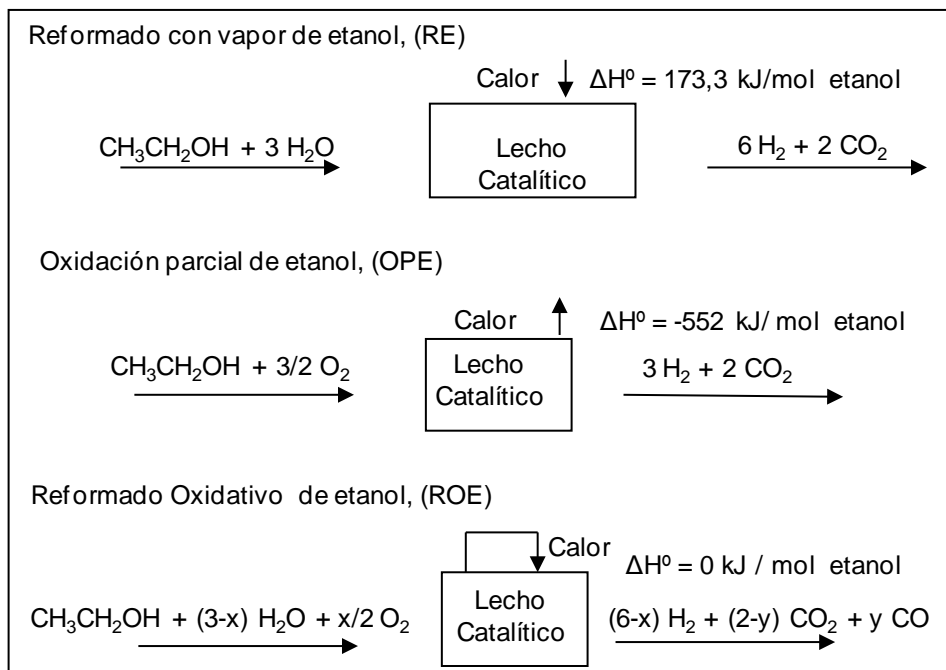 Reformado con vapor de etanol, (RE)
Calor ΔHº = 173,3 kJ/mol etanol
CH₃CH₂OH + 3 H₂O
Lecho
Catalítico
6 H₂ + 2 CO₂
Oxidación parcial de etanol, (OPE)
Calor ΔHº = -552 kJ/ mol etanol
CH₃CH₂OH + 3/2 O₂
Lecho
Catalítico
3 H₂ + 2 CO₂
Reformado Oxidativo de etanol, (ROE)
Calor
ΔHº = 0 kJ / mol etanol
CH₃CH₂OH + (3-x) H₂O + x/2 O₂
Lecho
Catalítico
(6-x) H₂ + (2-y) CO₂ + y CO